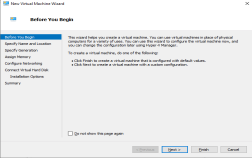 New Virtual Machine Wizard
Before You Begin
Before You Begin
Specify Name and Location
Specify Generation
Assign Memory
Configure Networking
Connect Virtual Hard Disk
Installation Options
Summary
This wizard helps you create a virtual machine. You can use virtual machines in place of physical
computers for a variety of uses. You can use this wizard to configure the virtual machine now, and
you can change the configuration later using Hyper-V Manager.
To create a virtual machine, do one of the following:
• Click Finish to create a virtual machine that is configured with default values.
• Click Next to create a virtual machine with a custom configuration.
Do not show this page again
< Previous
Next >
Finish
Cancel